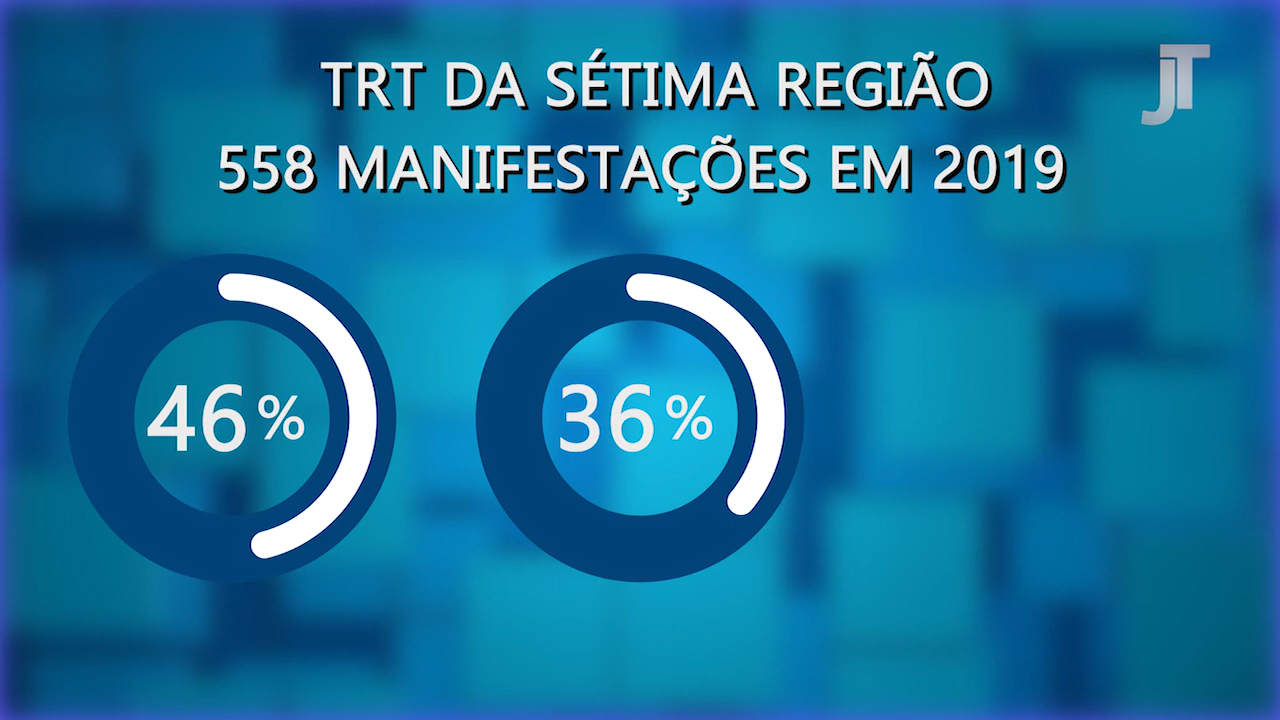 TRT DA SÉTIMA REGIÃO
558 MANIFESTAÇÕES EM 2019
46%
36%
JT